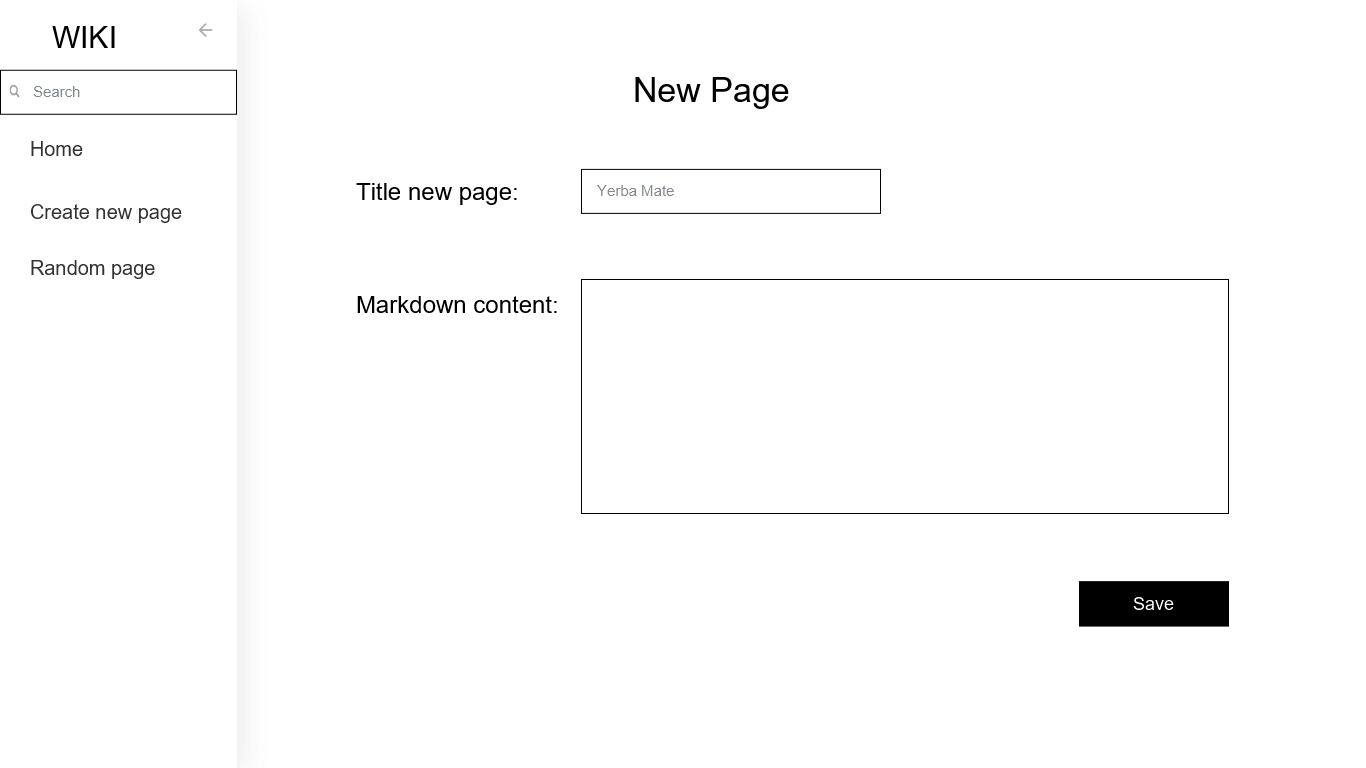 WIKI
Search
Home
Create new page
Random page
New Page
Title new page:
Yerba Mate
Markdown content:
Save